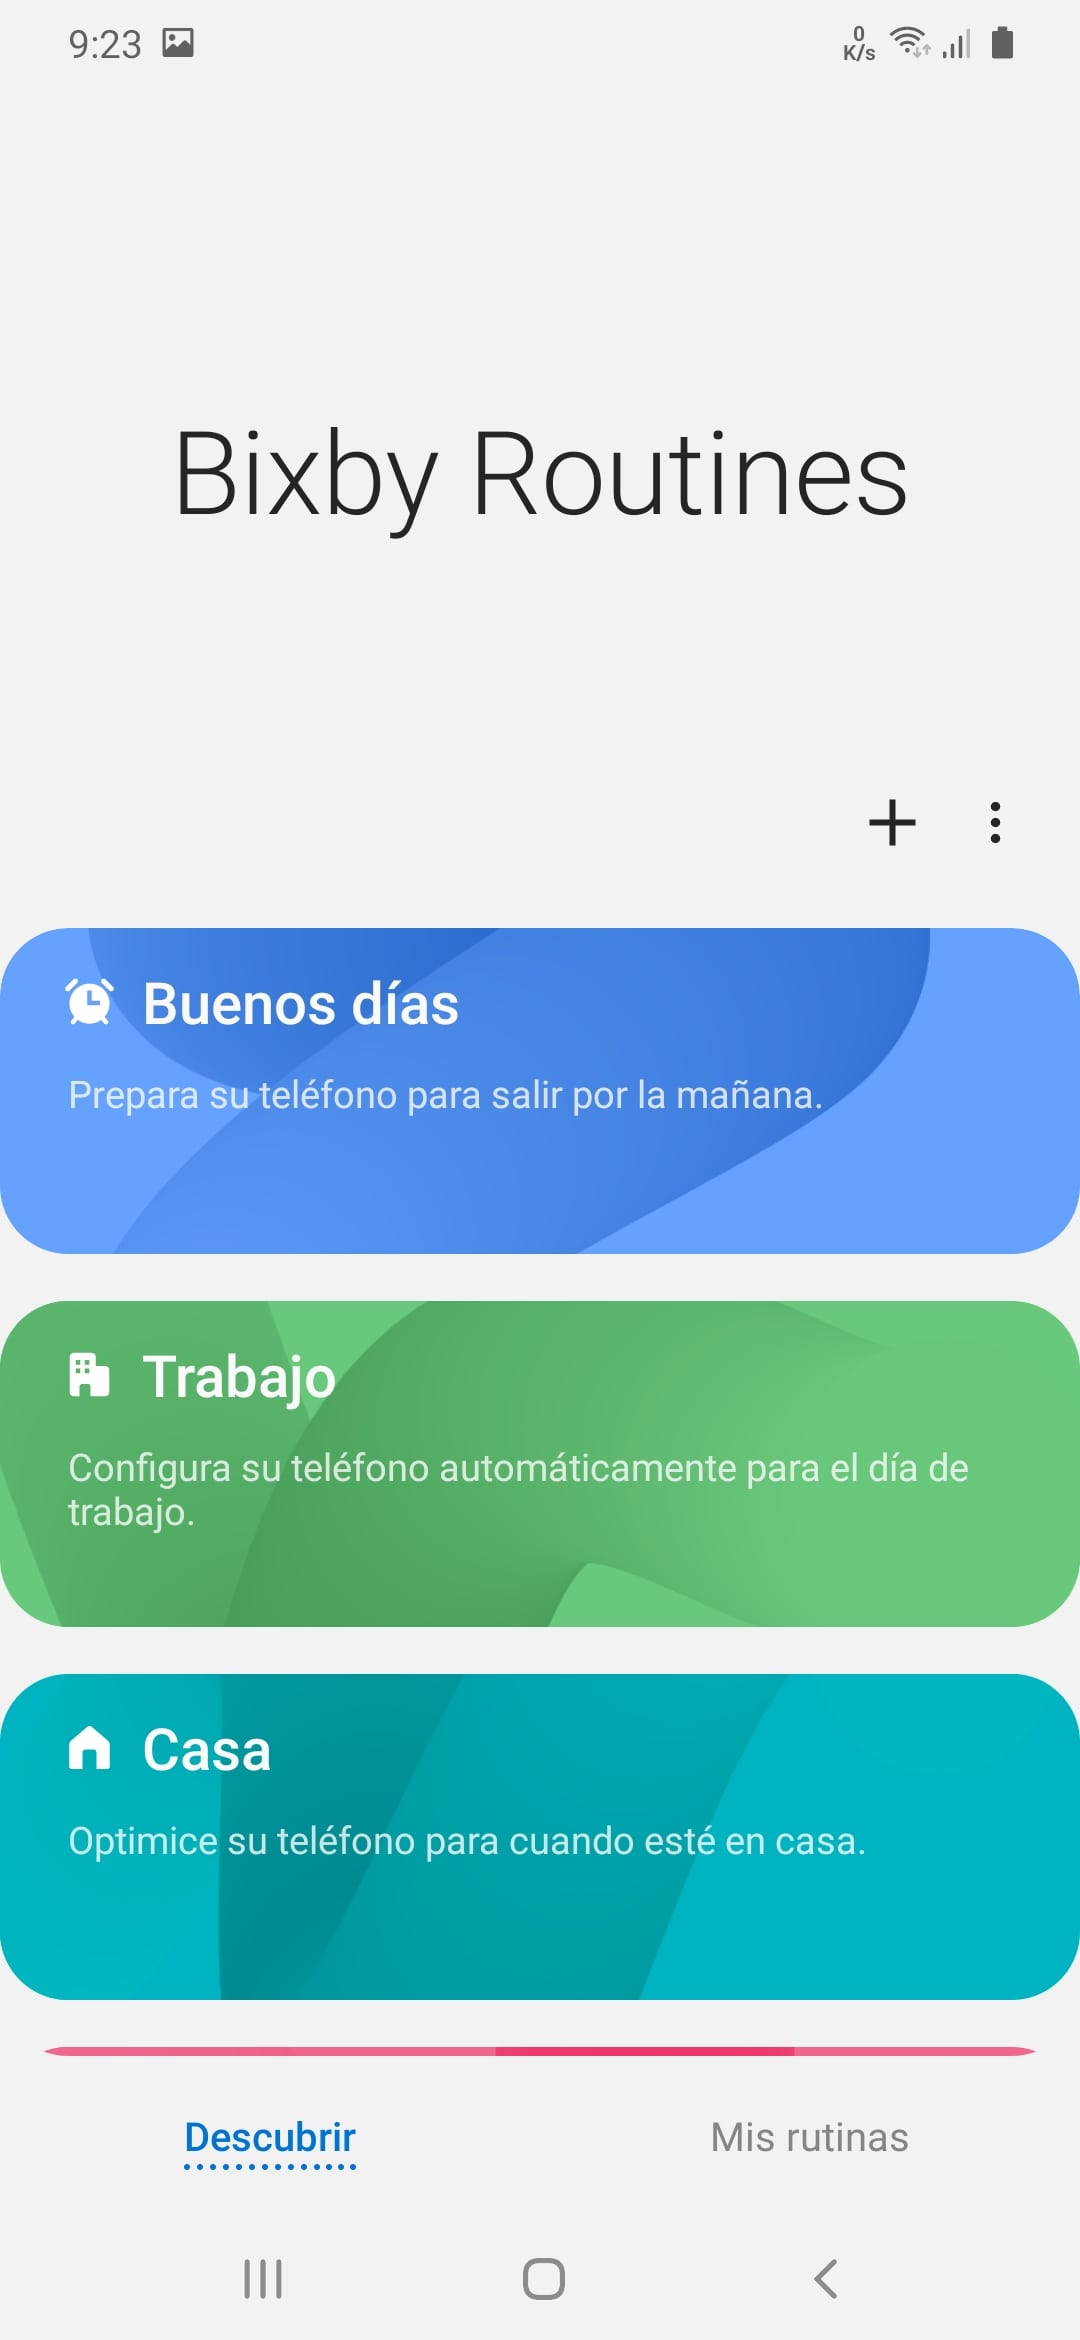 9:23
0
K/s
Bixby Routines
Buenos días
Prepara su teléfono para salir por la mañana.
Trabajo
Configura su teléfono automáticamente para el día de
trabajo.
Casa
Optimice su teléfono para cuando esté en casa.
Descubrir
Mis rutinas